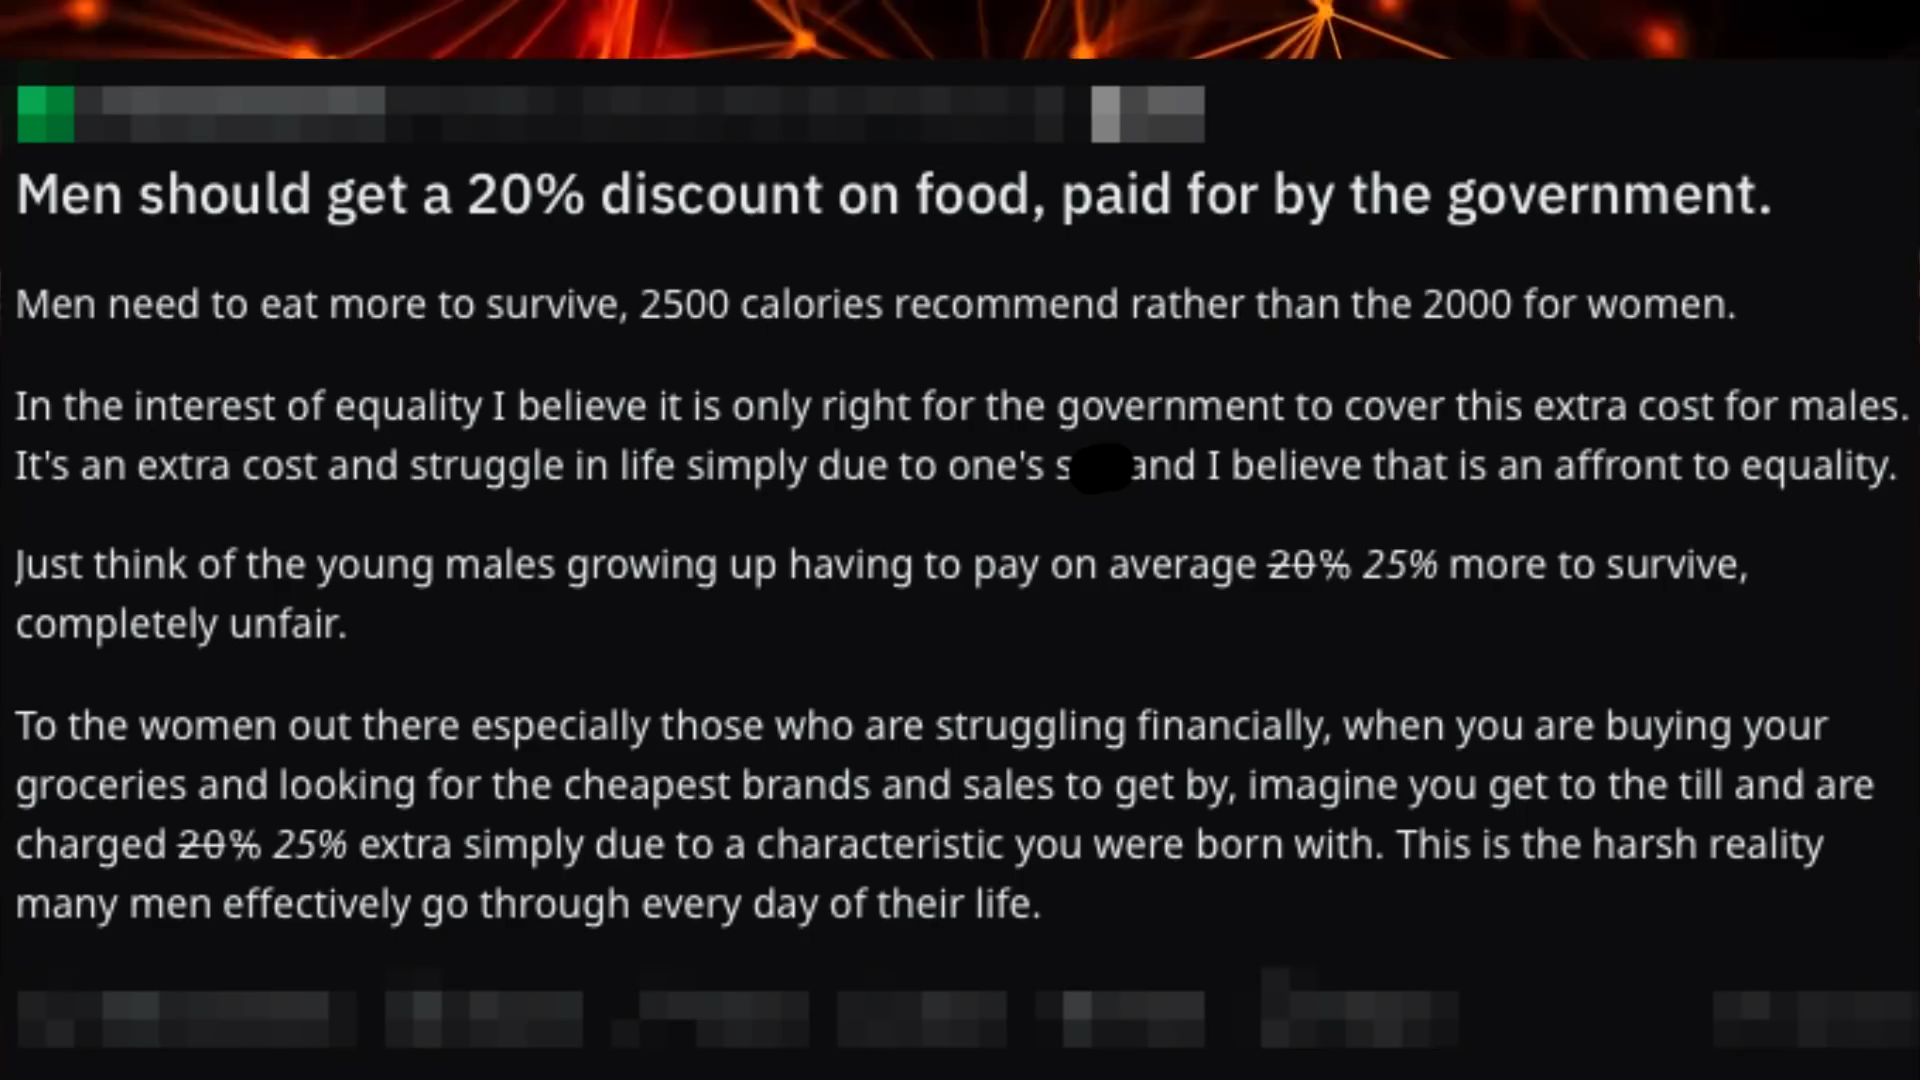 Men should get a 20% discount on food, paid for by the government.
Men need to eat more to survive, 2500 calories recommend rather than the 2000 for women.
In the interest of equality I believe it is only right for the government to cover this extra cost for males.
It's an extra cost and struggle in life simply due to one's s and I believe that is an affront to equality.
Just think of the young males growing up having to pay on average 20% 25% more to survive,
completely unfair.
To the women out there especially those who are struggling financially, when you are buying your
groceries and looking for the cheapest brands and sales to get by, imagine you get to the till and are
charged 20% 25% extra simply due to a characteristic you were born with. This is the harsh reality
many men effectively go through every day of their life.